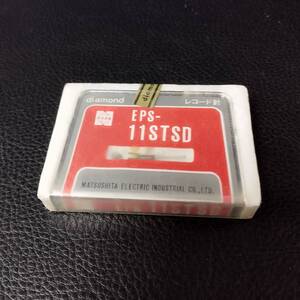 diamond レコード針
EPS-
11STSD
MATSUSHITA ELECTRIC INDUSTRIAL CO., LTD.